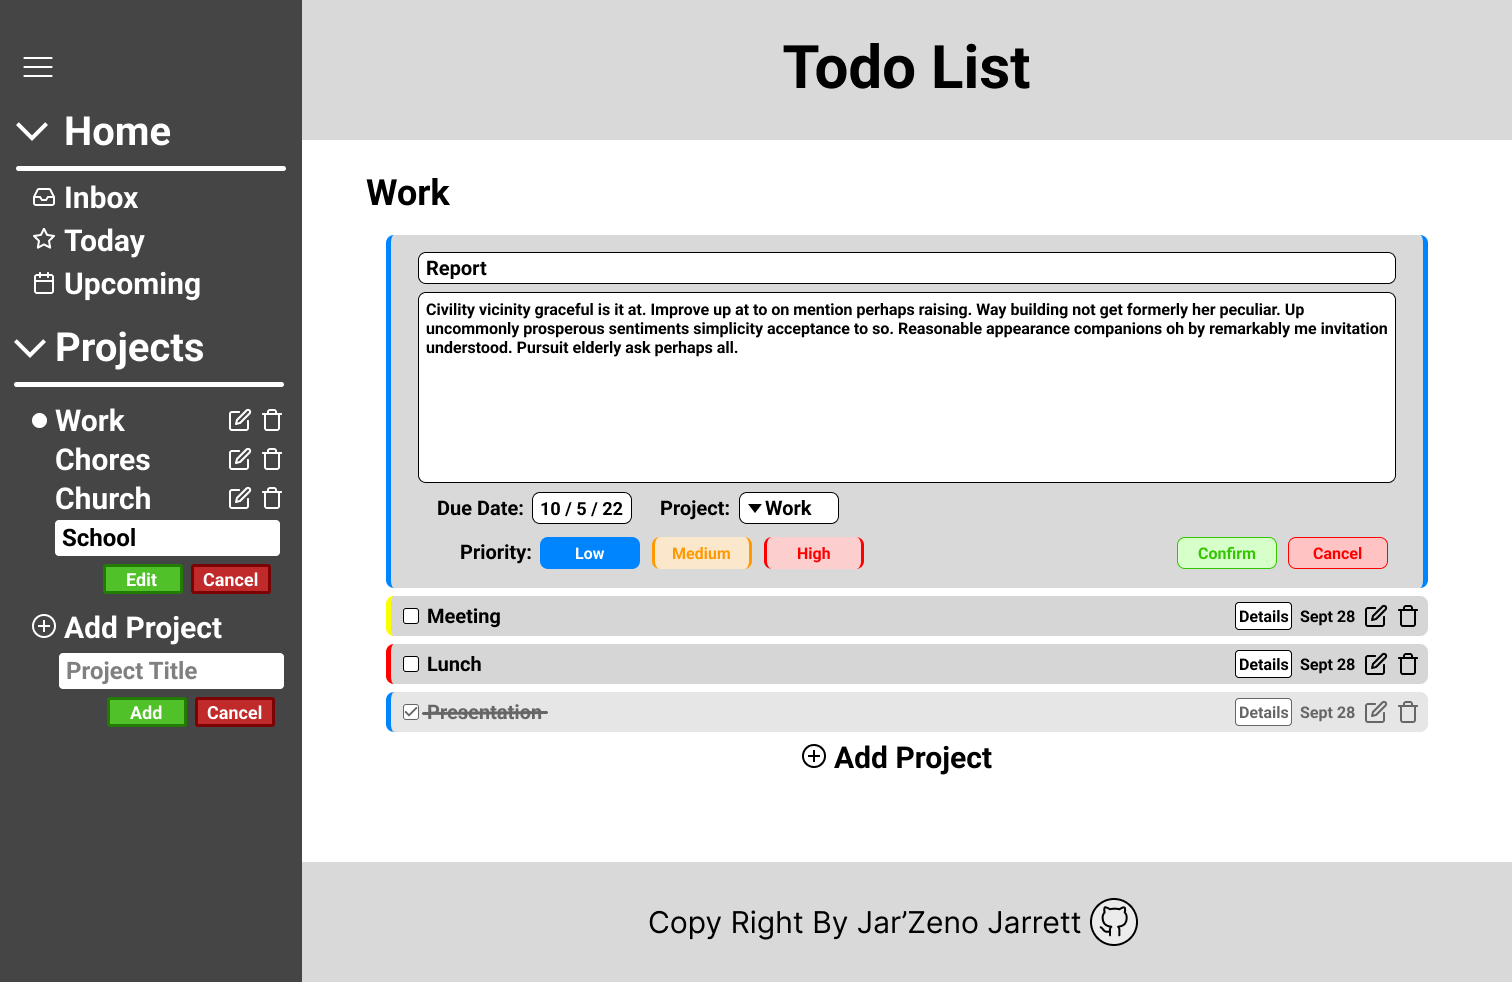 Todo List
Home
Inbox
Today
Upcoming
Projects
Work
Chores
Church
School
Edit Cancel
Add Project
Project Title
Add Cancel
Work
Report
Civility vicinity graceful is it at. Improve up at to on mention perhaps raising. Way building not get formerly her peculiar. Up
uncommonly prosperous sentiments simplicity acceptance to so. Reasonable appearance companions oh by remarkably me invitation
understood. Pursuit elderly ask perhaps all.
Due Date: 10 / 5 / 22 Project: Work
Priority: Low Medium High Confirm Cancel
Meeting Details Sept 28
Lunch Details Sept 28
Presentation Details Sept 28
Add Project
Copy Right By Jar’Zeno Jarrett